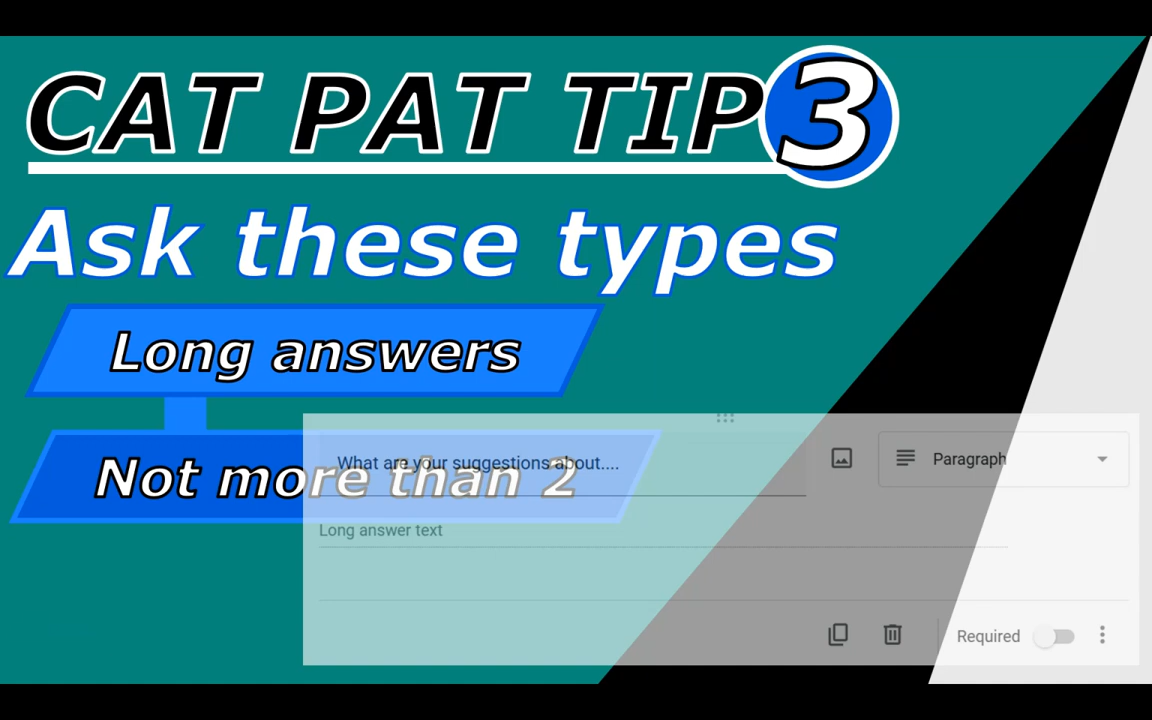 CAT PAT TIP 3
Ask these types
Long answers
Not more than 2
What are your suggestions about....
Paragraph
Long answer text
Required